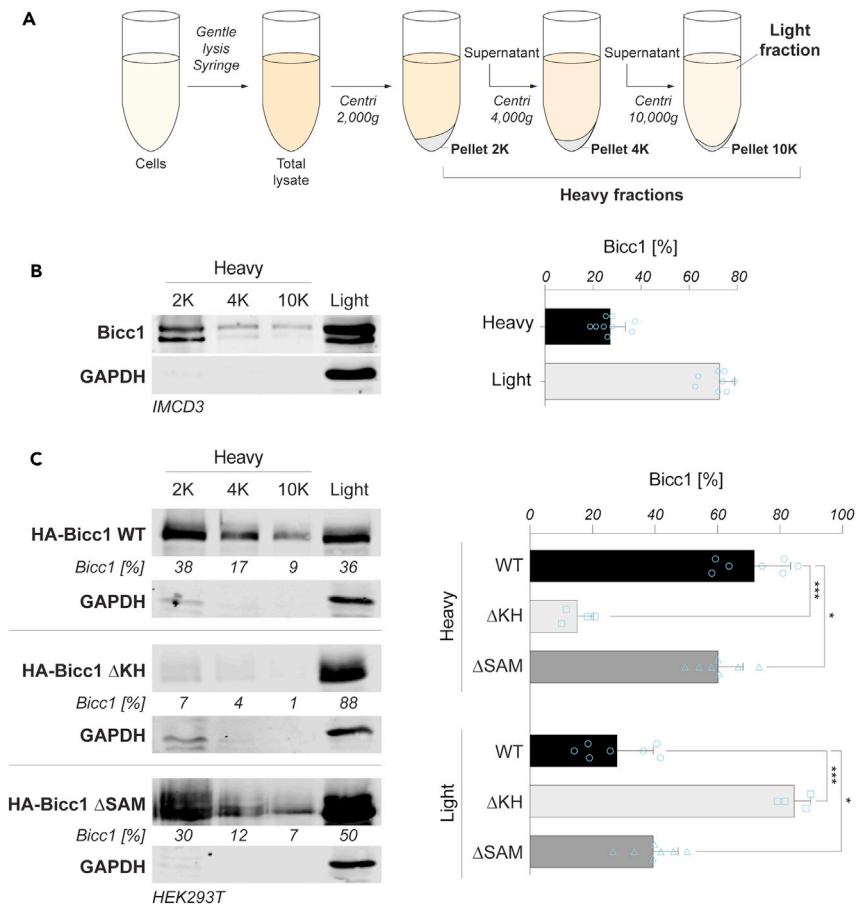 A
Gentle
lysis
Syringe
Supernatant
Supernatant
Light
fraction
Centri
2,000g
Centri
4,000g
Centri
10,000g
Pellet 2K
Pellet 4K
Pellet 10K
Cells
Total
lysate
Heavy fractions
B
Heavy
2K 4K 10K Light
Bicc1
GAPDH
IMCD3
Bicc1 [%]
0 20 40 60 80
Heavy
Light
C
Heavy
2K 4K 10K Light
HA-Bicc1 WT
Bicc1 [%] 38 17 9 36
GAPDH
HA-Bicc1 ΔKH
Bicc1 [%] 7 4 1 88
GAPDH
HA-Bicc1 ΔSAM
Bicc1 [%] 30 12 7 50
GAPDH
HEK293T
Bicc1 [%]
0 20 40 60 80 100
Heavy
WT
ΔKH
ΔSAM
***
*
Light
WT
ΔKH
ΔSAM
***
*